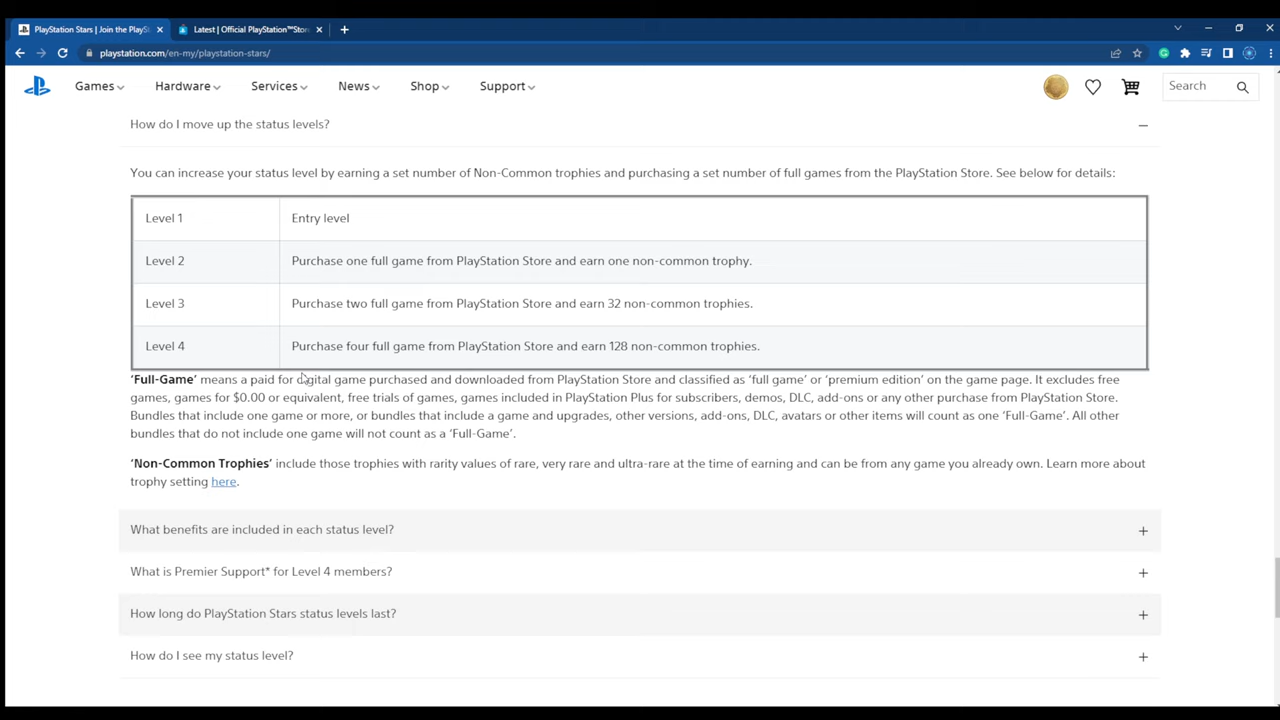 PlayStation Stars | Join the PlayS
Latest | Official PlayStation™Store
playstation.com/en-my/playstation-stars/
Games Hardware Services News Shop Support Search
How do I move up the status levels?
You can increase your status level by earning a set number of Non-Common trophies and purchasing a set number of full games from the PlayStation Store. See below for details:
Level 1 Entry level
Level 2 Purchase one full game from PlayStation Store and earn one non-common trophy.
Level 3 Purchase two full game from PlayStation Store and earn 32 non-common trophies.
Level 4 Purchase four full game from PlayStation Store and earn 128 non-common trophies.
‘Full-Game’ means a paid for digital game purchased and downloaded from PlayStation Store and classified as ‘full game’ or ‘premium edition’ on the game page. It excludes free
games, games for $0.00 or equivalent, free trials of games, games included in PlayStation Plus for subscribers, demos, DLC, add-ons or any other purchase from PlayStation Store.
Bundles that include one game or more, or bundles that include a game and upgrades, other versions, add-ons, DLC, avatars or other items will count as one ‘Full-Game’. All other
bundles that do not include one game will not count as a ‘Full-Game’.
‘Non-Common Trophies’ include those trophies with rarity values of rare, very rare and ultra-rare at the time of earning and can be from any game you already own. Learn more about
trophy setting here.
What benefits are included in each status level?
What is Premier Support* for Level 4 members?
How long do PlayStation Stars status levels last?
How do I see my status level?